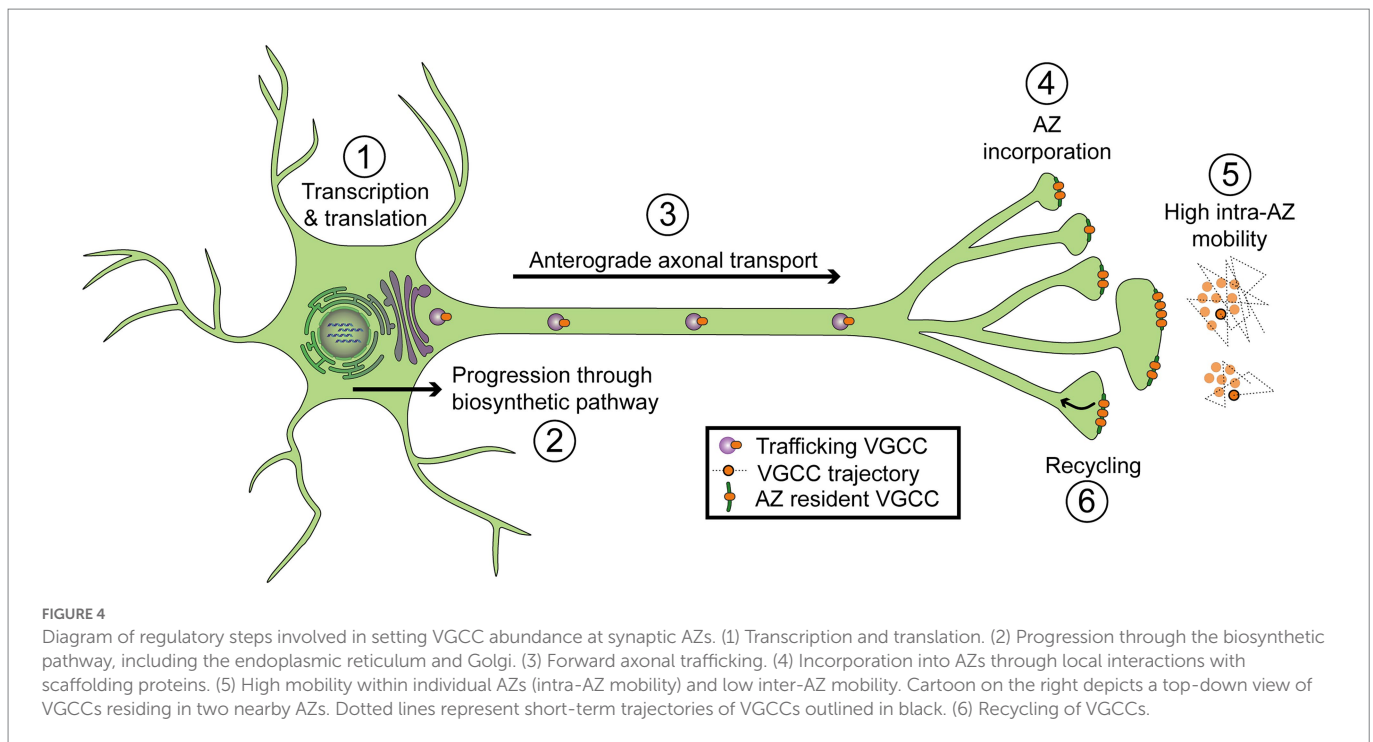 1
Transcription
& translation
3
Anterograde axonal transport
4
AZ
incorporation
5
High intra-AZ
mobility
Progression through
biosynthetic pathway
2
Trafficking VGCC
VGCC trajectory
AZ resident VGCC
Recycling
6
FIGURE 4
Diagram of regulatory steps involved in setting VGCC abundance at synaptic AZs. (1) Transcription and translation. (2) Progression through the biosynthetic
pathway, including the endoplasmic reticulum and Golgi. (3) Forward axonal trafficking. (4) Incorporation into AZs through local interactions with
scaffolding proteins. (5) High mobility within individual AZs (intra-AZ mobility) and low inter-AZ mobility. Cartoon on the right depicts a top-down view of
VGCCs residing in two nearby AZs. Dotted lines represent short-term trajectories of VGCCs outlined in black. (6) Recycling of VGCCs.